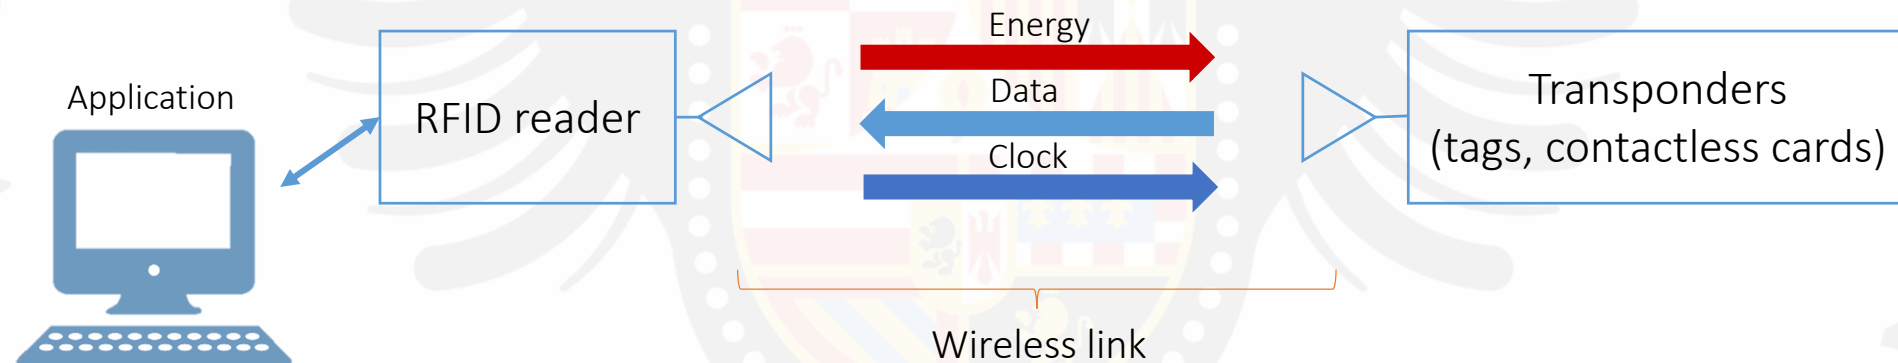 Application
RFID reader
Energy
Data
Clock
Wireless link
Transponders
(tags, contactless cards)